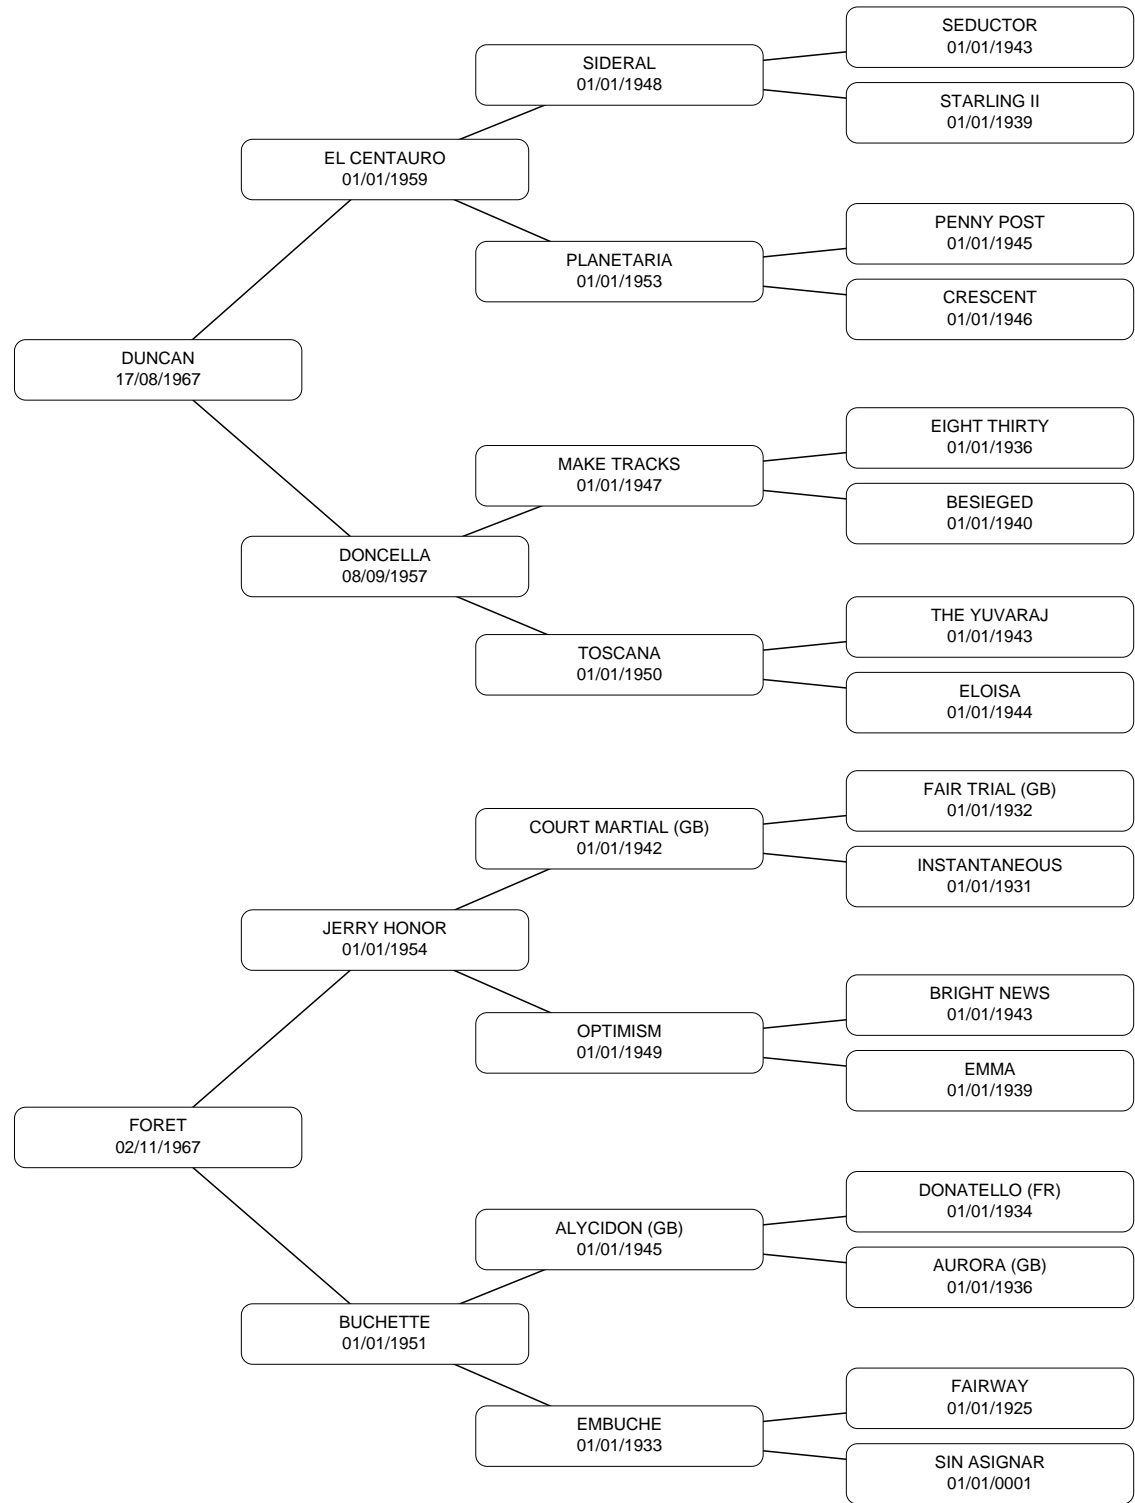 SEDUCTOR
01/01/1943
SIDERAL
01/01/1948
STARLING II
01/01/1939
EL CENTAURO
01/01/1959
PENNY POST
01/01/1945
PLANETARIA
01/01/1953
CRESCENT
01/01/1946
DUNCAN
17/08/1967
EIGHT THIRTY
01/01/1936
MAKE TRACKS
01/01/1947
BESIEGED
01/01/1940
DONCELLA
08/09/1957
THE YUVARAJ
01/01/1943
TOSCANA
01/01/1950
ELOISA
01/01/1944
FAIR TRIAL (GB)
01/01/1932
COURT MARTIAL (GB)
01/01/1942
INSTANTANEOUS
01/01/1931
JERRY HONOR
01/01/1954
BRIGHT NEWS
01/01/1943
OPTIMISM
01/01/1949
EMMA
01/01/1939
FORET
02/11/1967
DONATELLO (FR)
01/01/1934
ALYCIDON (GB)
01/01/1945
AURORA (GB)
01/01/1936
BUCHETTE
01/01/1951
FAIRWAY
01/01/1925
EMBUCHE
01/01/1933
SIN ASIGNAR
01/01/0001